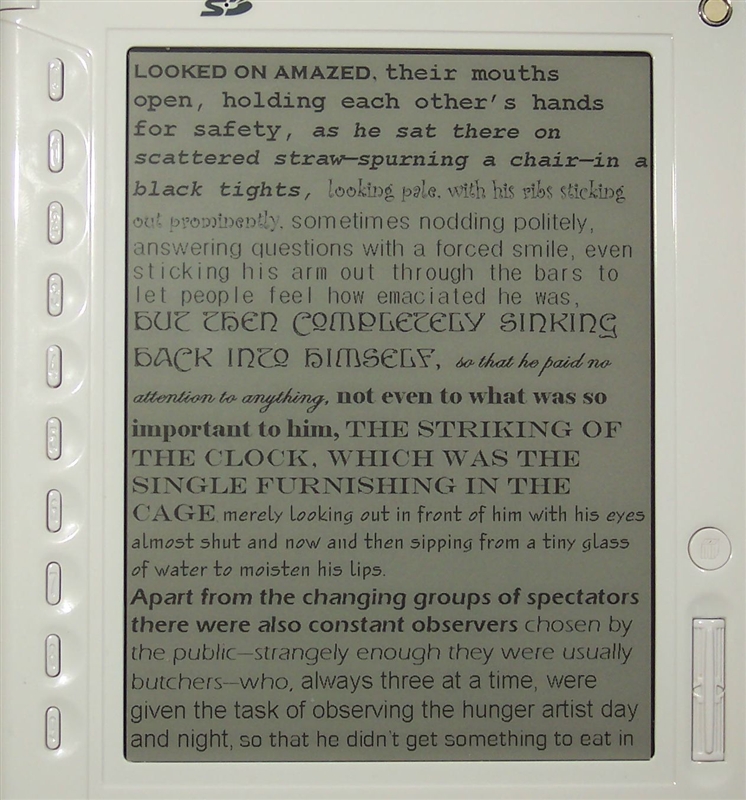 SD
LOOKED ON AMAZED, their mouths
open, holding each other's hands
for safety, as he sat there on
scattered straw—spurning a chair—in a
black tights, looking pale, with his ribs sticking
out prominently, sometimes nodding politely,
answering questions with a forced smile, even
sticking his arm out through the bars to
let people feel how emaciated he was,
BUT THEN COMPLETELY SINKING
BACK INTO HIMSELF, so that he paid no
attention to anything, not even to what was so
important to him, THE STRIKING OF
THE CLOCK, WHICH WAS THE
SINGLE FURNISHING IN THE
CAGE merely looking out in front of him with his eyes
almost shut and now and then sipping from a tiny glass
of water to moisten his lips.
Apart from the changing groups of spectators
there were also constant observers chosen by
the public—strangely enough they were usually
butchers—who, always three at a time, were
given the task of observing the hunger artist day
and night, so that he didn't get something to eat in